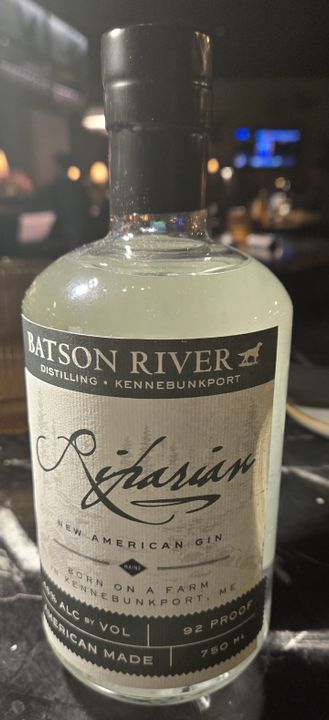 BATSON RIVER
DISTILLING • KENNEBUNKPORT
Riparian
NEW AMERICAN GIN
MAINE
BORN ON A FARM
KENNEBUNKPORT, ME
ALC BY VOL 92 PROOF
AMERICAN MADE 750 ML